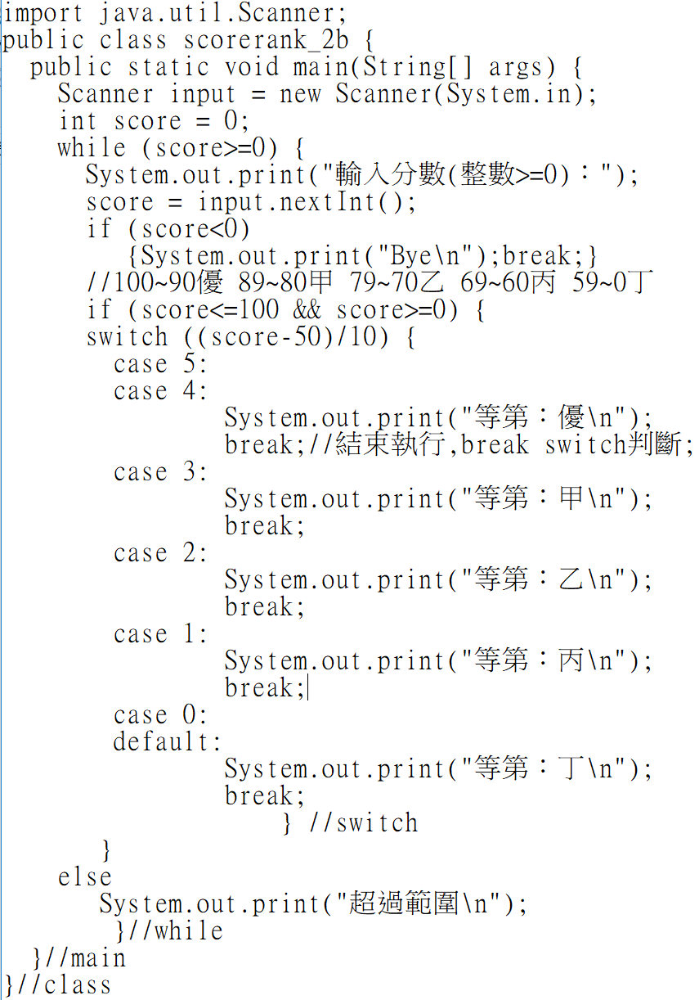 import java.util.Scanner;
public class scorerank_2b {
  public static void main(String[] args) {
    Scanner input = new Scanner(System.in);
    int score = 0;
    while (score>=0) {
      System.out.print("輸入分數(整數>=0)：");
      score = input.nextInt();
      if (score<0)
         {System.out.print("Bye\n");break;}
      //100~90優 89~80甲 79~70乙 69~60丙 59~0丁
      if (score<=100 && score>=0) {
      switch ((score-50)/10) {
        case 5:
        case 4:
                System.out.print("等第：優\n");
                break;//結束執行,break switch判斷;
        case 3:
                System.out.print("等第：甲\n");
                break;
        case 2:
                System.out.print("等第：乙\n");
                break;
        case 1:
                System.out.print("等第：丙\n");
                break;
        case 0:
        default:
                System.out.print("等第：丁\n");
                break;
                    } //switch
       }
    else
       System.out.print("超過範圍\n");
        }//while
  }//main
}//class